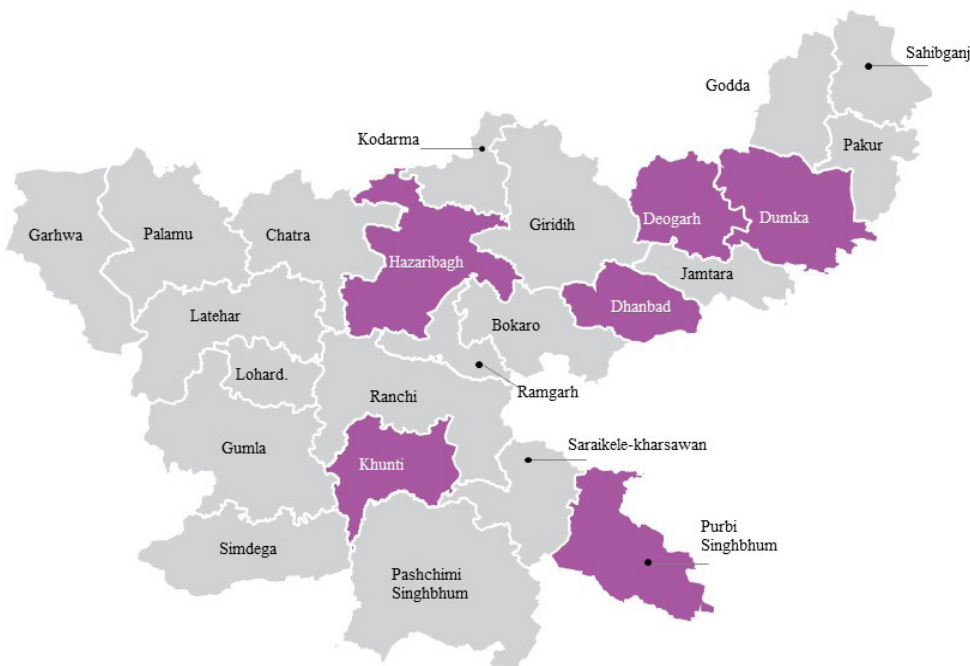 Sahibganj
Godda
Kodarma
Pakur
Garhwa
Palamu
Chatra
Giridih
Deogarh
Dumka
Hazaribagh
Jamtara
Latehar
Dhanbad
Bokaro
Lohard.
Ranchi
Ramgarh
Gumla
Saraikele-kharsawan
Khunti
Purbi
Singhbhum
Simdega
Pashchimi
Singhbhum